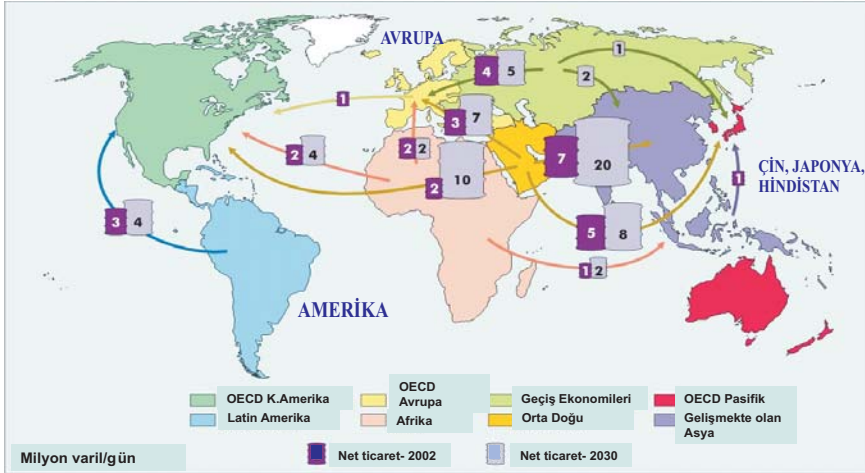 AVRUPA
1
4 5
2
1
3 7
2 4
2 2
7 20
2 10
ÇİN, JAPONYA,
HİNDİSTAN
1
3 4
5 8
1 2
AMERİKA
OECD K.Amerika
OECD
Avrupa
Geçiş Ekonomileri
OECD Pasifik
Latin Amerika
Afrika
Orta Doğu
Gelişmekte olan
Asya
Milyon varil/gün
Net ticaret- 2002
Net ticaret- 2030